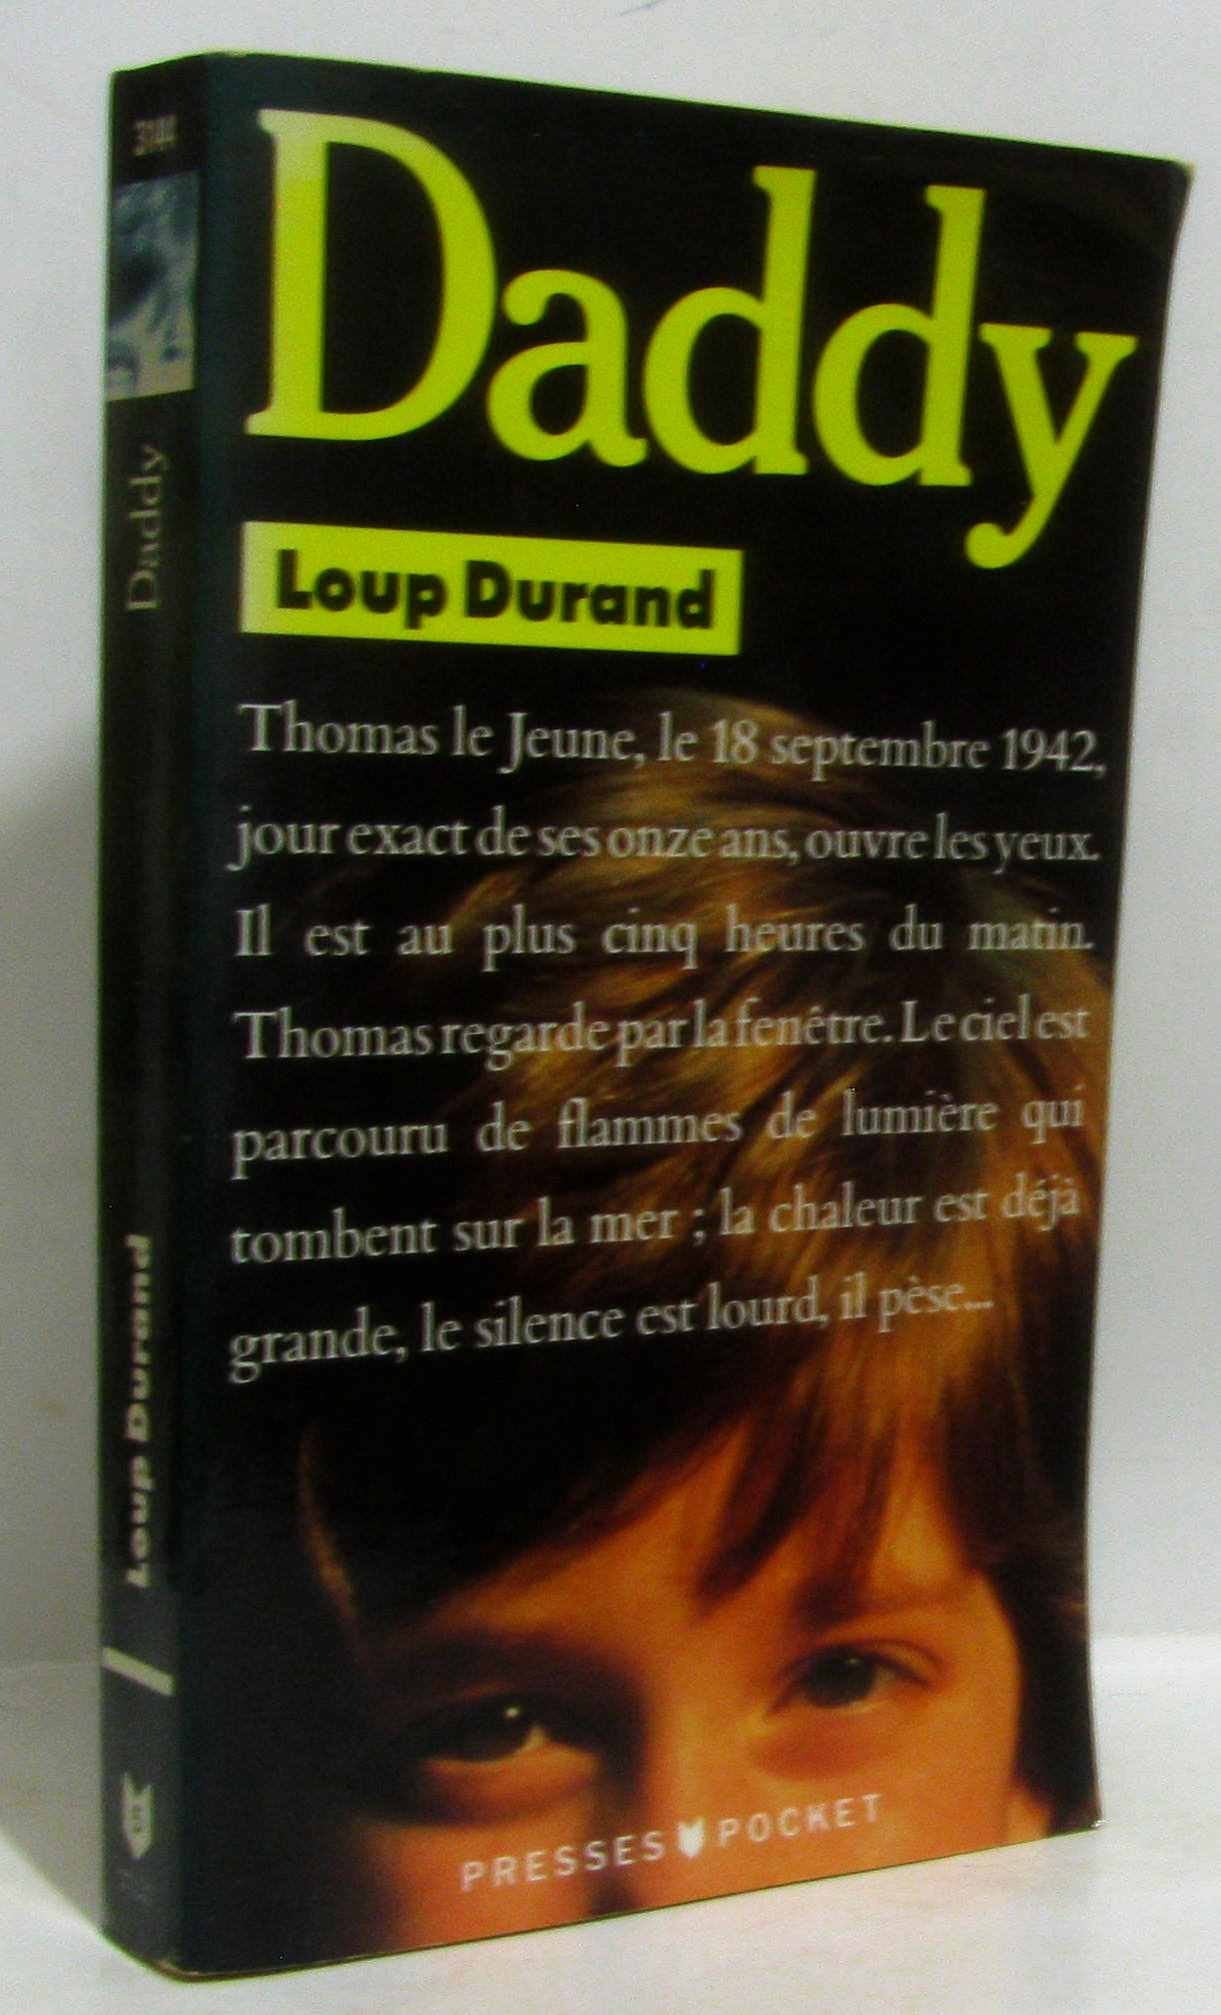 3144
Daddy
Loup Durand
Daddy
Loup Durand
Thomas le Jeune, le 18 septembre 1942,
jour exact de ses onze ans, ouvre les yeux.
Il est au plus cinq heures du matin.
Thomas regarde par la fenêtre. Le ciel est
parcouru de flammes de lumière qui
tombent sur la mer ; la chaleur est déjà
grande, le silence est lourd, il pèse...
PRESSES POCKET